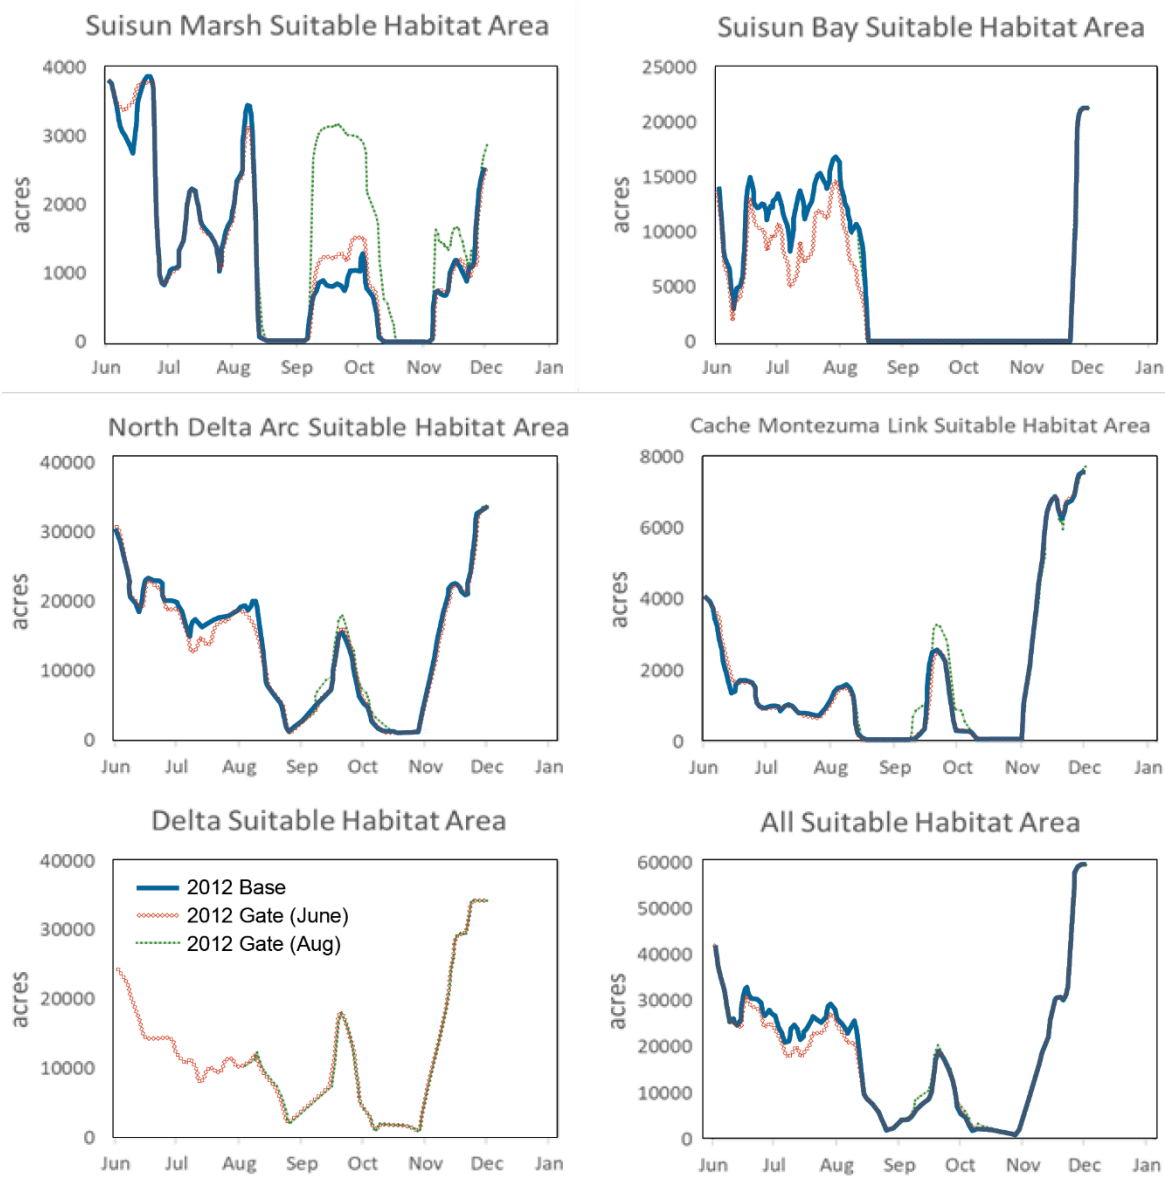 Suisun Marsh Suitable Habitat Area
4000
3000
2000
1000
0
acres
Jun Jul Aug Sep Oct Nov Dec Jan
Suisun Bay Suitable Habitat Area
25000
20000
15000
10000
5000
0
acres
Jun Jul Aug Sep Oct Nov Dec Jan
North Delta Arc Suitable Habitat Area
40000
30000
20000
10000
0
acres
Jun Jul Aug Sep Oct Nov Dec Jan
Cache Montezuma Link Suitable Habitat Area
8000
6000
4000
2000
0
acres
Jun Jul Aug Sep Oct Nov Dec Jan
Delta Suitable Habitat Area
40000
30000
20000
10000
0
acres
2012 Base
2012 Gate (June)
2012 Gate (Aug)
Jun Jul Aug Sep Oct Nov Dec Jan
All Suitable Habitat Area
60000
50000
40000
30000
20000
10000
0
acres
Jun Jul Aug Sep Oct Nov Dec Jan